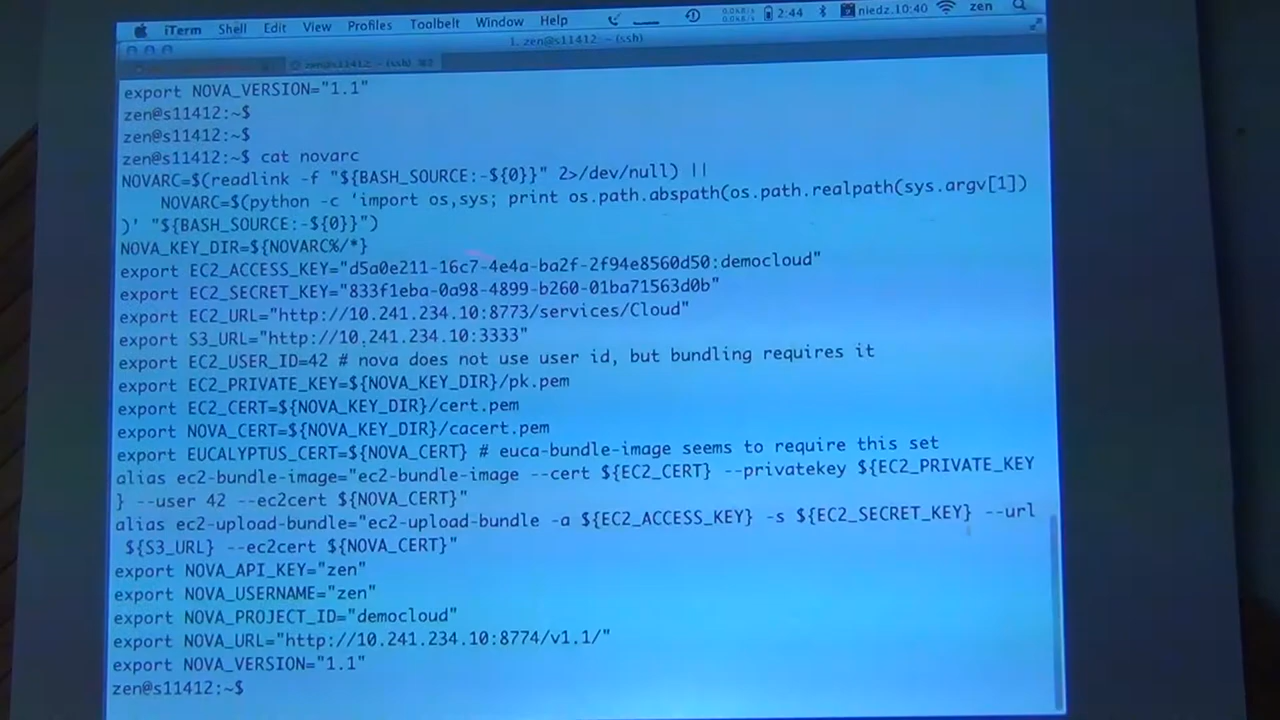 iTerm Shell Edit View Profiles Toolbelt Window Help 2:44 niedz.10:40 zen
1. zen@s11412: ~ (ssh)
zen@s11412: ~ (ssh)
export NOVA_VERSION="1.1"
zen@s11412:~$
zen@s11412:~$
zen@s11412:~$ cat novarc
NOVARC=$(readlink -f "${BASH_SOURCE:-${0}}" 2>/dev/null) ||
NOVARC=$(python -c 'import os,sys; print os.path.abspath(os.path.realpath(sys.argv[1])
)' "${BASH_SOURCE:-${0}}")
NOVA_KEY_DIR=${NOVARC%/*}
export EC2_ACCESS_KEY="d5a0e211-16c7-4e4a-ba2f-2f94e8560d50:democloud"
export EC2_SECRET_KEY="833f1eba-0a98-4899-b260-01ba71563d0b"
export EC2_URL="http://10.241.234.10:8773/services/Cloud"
export S3_URL="http://10.241.234.10:3333"
export EC2_USER_ID=42 # nova does not use user id, but bundling requires it
export EC2_PRIVATE_KEY=${NOVA_KEY_DIR}/pk.pem
export EC2_CERT=${NOVA_KEY_DIR}/cert.pem
export NOVA_CERT=${NOVA_KEY_DIR}/cacert.pem
export EUCALYPTUS_CERT=${NOVA_CERT} # euca-bundle-image seems to require this set
alias ec2-bundle-image="ec2-bundle-image --cert ${EC2_CERT} --privatekey ${EC2_PRIVATE_KEY
} --user 42 --ec2cert ${NOVA_CERT}"
alias ec2-upload-bundle="ec2-upload-bundle -a ${EC2_ACCESS_KEY} -s ${EC2_SECRET_KEY} --url
${S3_URL} --ec2cert ${NOVA_CERT}"
export NOVA_API_KEY="zen"
export NOVA_USERNAME="zen"
export NOVA_PROJECT_ID="democloud"
export NOVA_URL="http://10.241.234.10:8774/v1.1/"
export NOVA_VERSION="1.1"
zen@s11412:~$